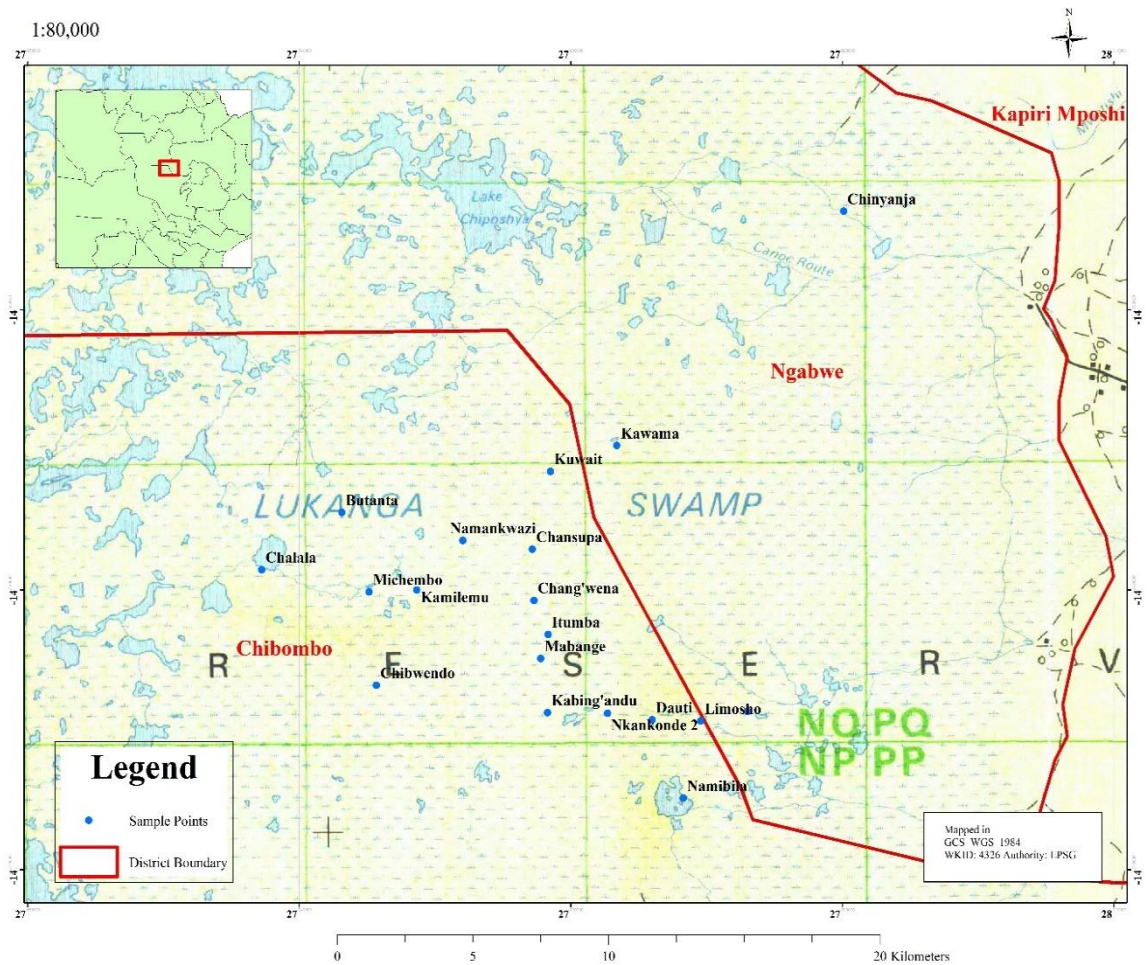 1:80,000
N
27
27
27
27
28
Kapiri Mposhi
Lake
Chiposhya
Chinyanja
Canoe Route
-14
-14
Ngabwe
Kawama
Kuwait
LUKANGA SWAMP
Butanta
Namankwazi
Chansupa
Chalala
Michembo
Kamilemu
Chang'wena
-14
-14
Itumba
Chibombo
Mabange
R E S E R V
Chibwendo
Kabing'andu
Dauti
Limosho
Nkankonde 2
NQ PQ
NP PP
Legend
Sample Points
District Boundary
Namibila
Mapped in
GCS WGS 1984
WKID: 4326 Authority: EPSG
-14
-14
27
27
27
27
28
0 5 10 20 Kilometers